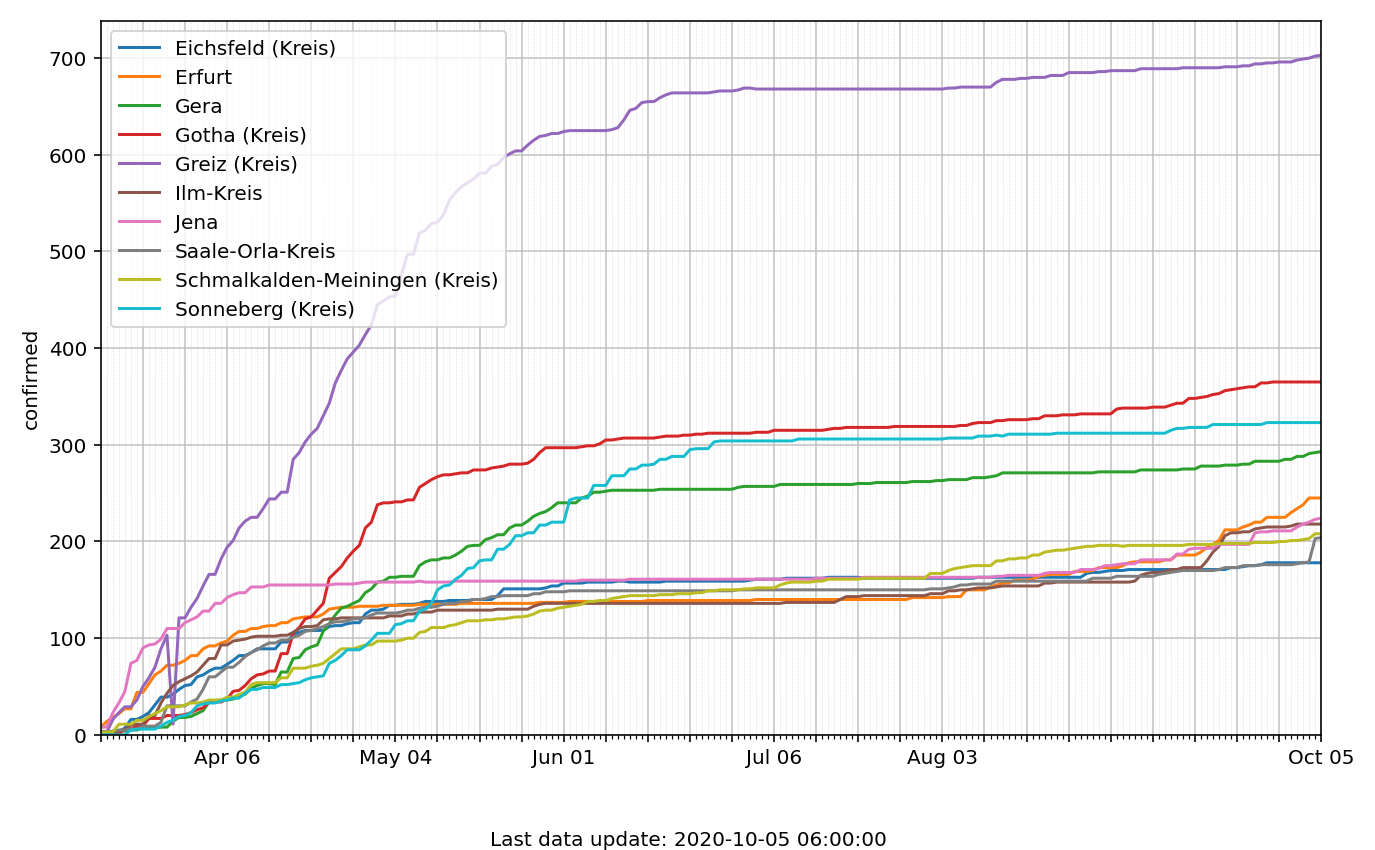 700
600
500
400
300
200
100
0
confirmed
Eichsfeld (Kreis)
Erfurt
Gera
Gotha (Kreis)
Greiz (Kreis)
Ilm-Kreis
Jena
Saale-Orla-Kreis
Schmalkalden-Meiningen (Kreis)
Sonneberg (Kreis)
Apr 06 May 04 Jun 01 Jul 06 Aug 03 Oct 05
Last data update: 2020-10-05 06:00:00